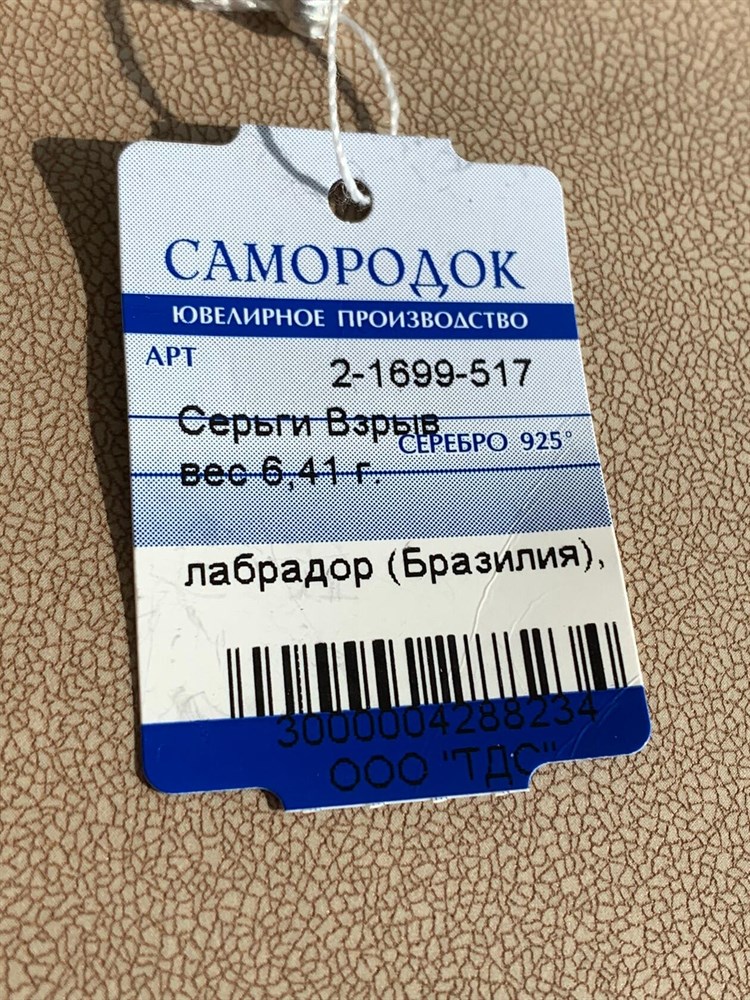 САМОРОДОК
ЮВЕЛИРНОЕ ПРОИЗВОДСТВО
АРТ 2-1699-517
Серьги Взрыв
СЕРЕБРО 925°
вес 6,41 г.
лабрадор (Бразилия),
3000004288234
ООО "ТДС"